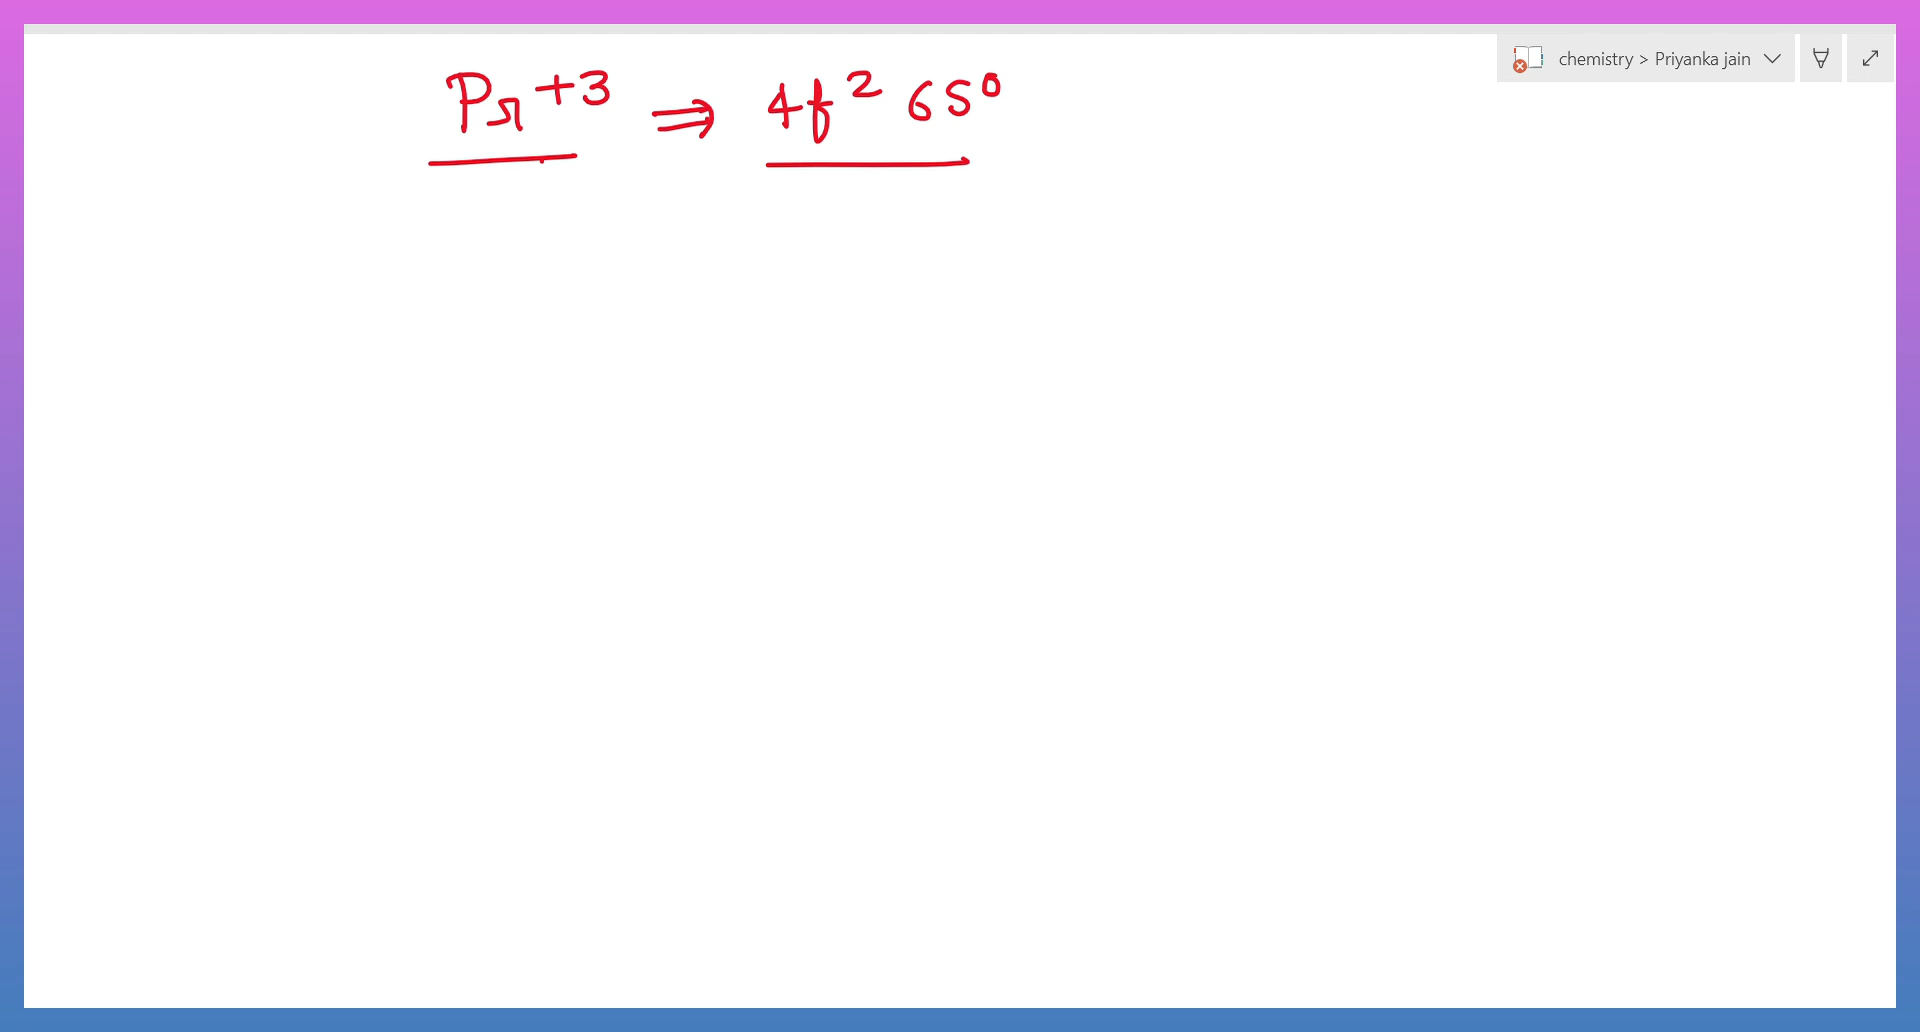 Pr+3 ⇒ 4f² 6s⁰
chemistry > Priyanka jain